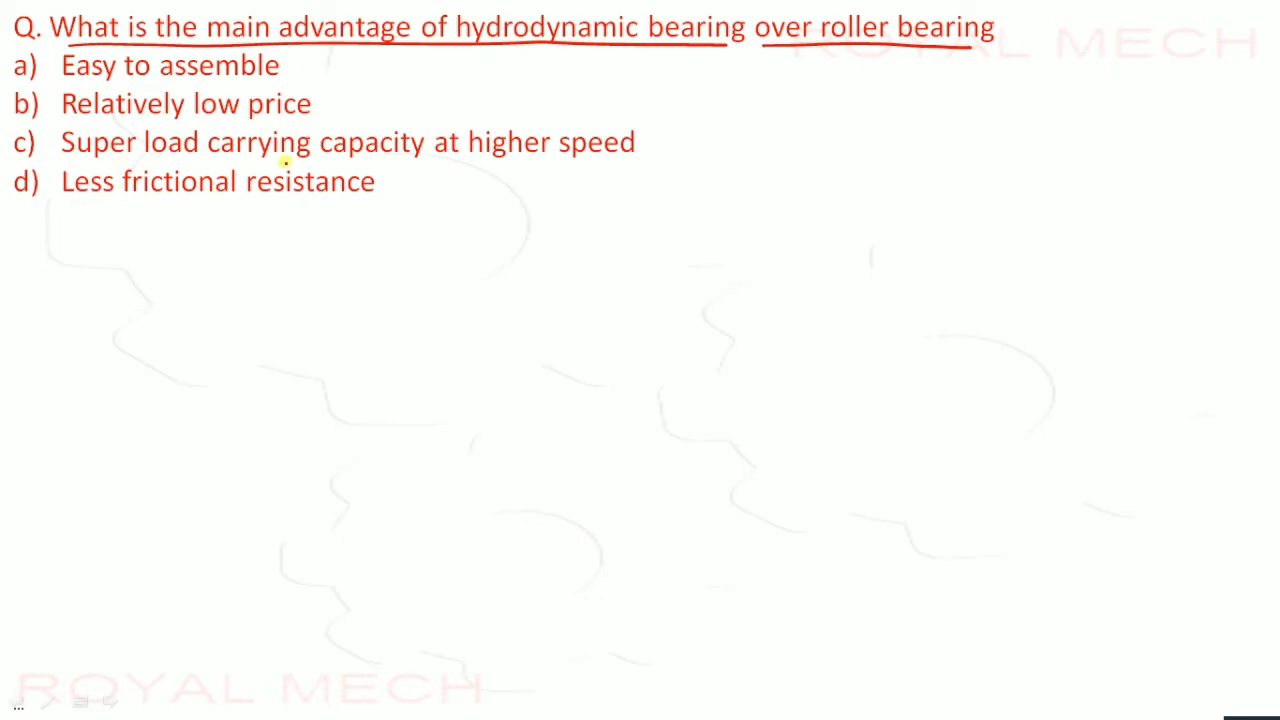 Q. What is the main advantage of hydrodynamic bearing over roller bearing
ROYAL MECH
a) Easy to assemble
b) Relatively low price
c) Super load carrying capacity at higher speed
d) Less frictional resistance
ROYAL MECH